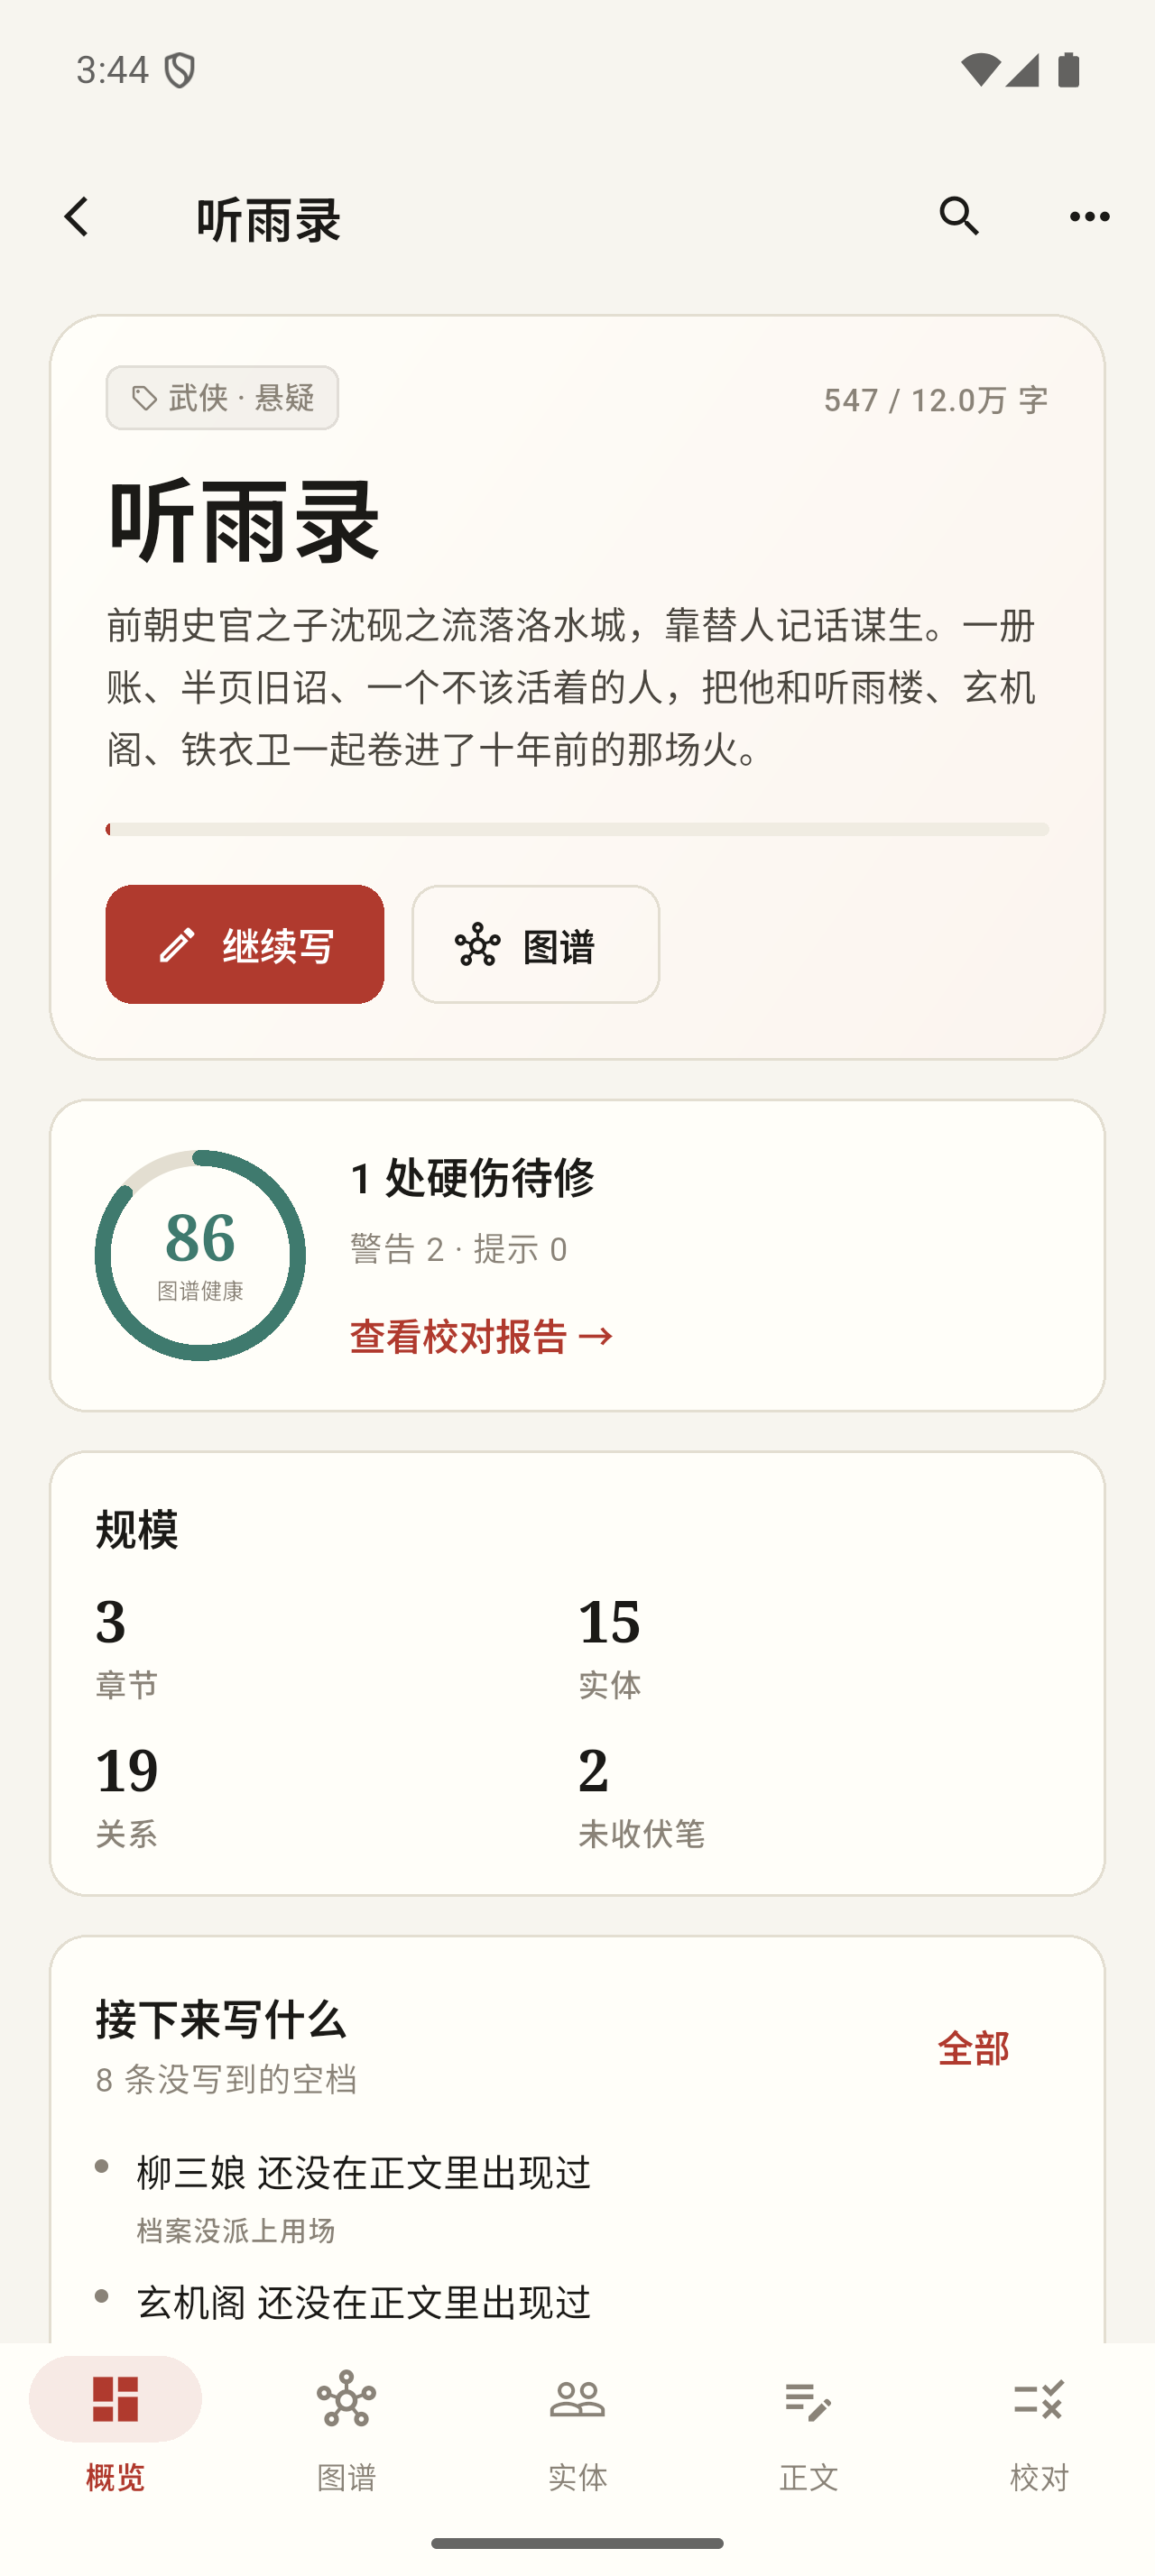 3:44
听雨录
武侠 · 悬疑
547 / 12.0万 字
听雨录
前朝史官之子沈砚之流落洛水城，靠替人记话谋生。一册
账、半页旧诏、一个不该活着的人，把他和听雨楼、玄机
阁、铁衣卫一起卷进了十年前的那场火。
继续写
图谱
86
图谱健康
1 处硬伤待修
警告 2 · 提示 0
查看校对报告 →
规模
3
章节
15
实体
19
关系
2
未收伏笔
接下来写什么
8 条没写到的空档
全部
柳三娘 还没在正文里出现过
档案没派上用场
玄机阁 还没在正文里出现过
概览
图谱
实体
正文
校对